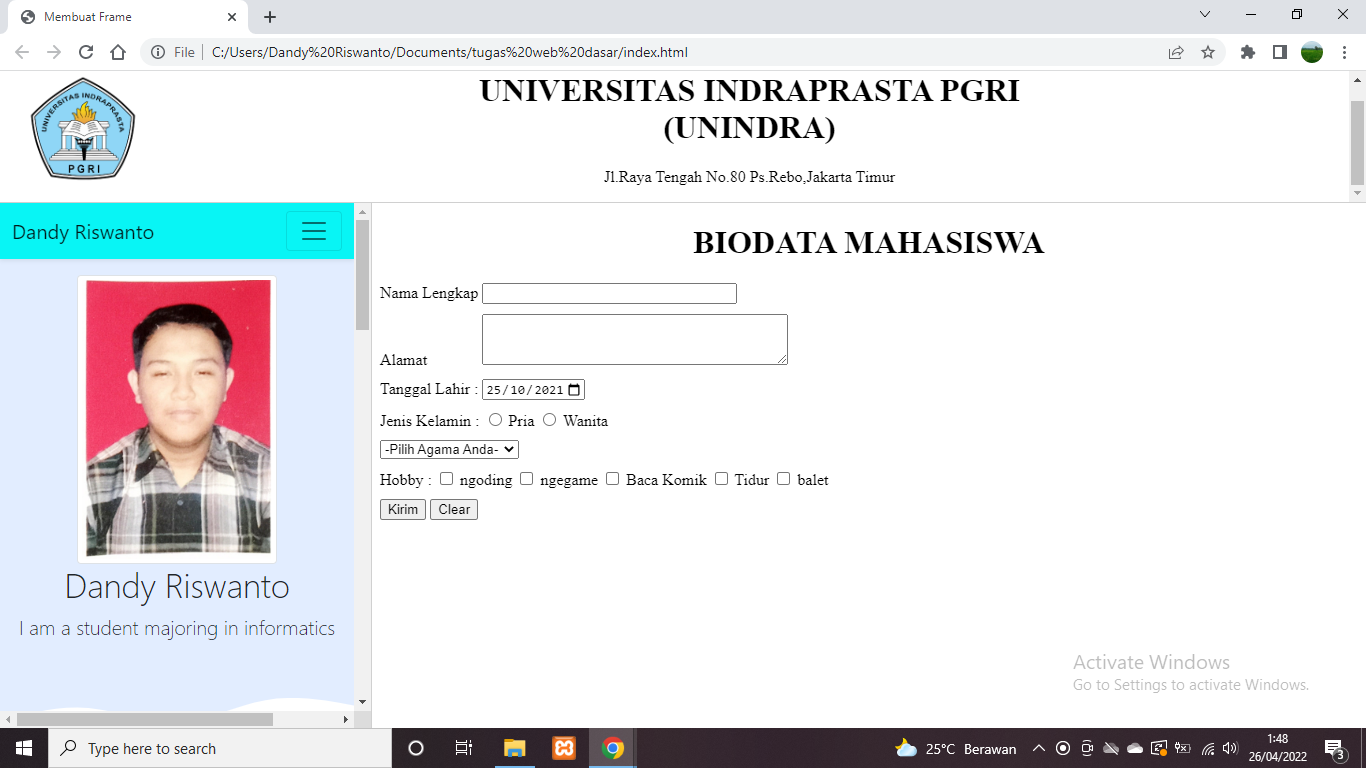 Membuat Frame
File C:/Users/Dandy%20Riswanto/Documents/tugas%20web%20dasar/index.html
UNIVERSITAS INDRAPRASTA
PGRI
UNIVERSITAS INDRAPRASTA PGRI
(UNINDRA)
Jl.Raya Tengah No.80 Ps.Rebo,Jakarta Timur
Dandy Riswanto
Dandy Riswanto
I am a student majoring in informatics
BIODATA MAHASISWA
Nama Lengkap
Alamat
Tanggal Lahir : 25/10/2021
Jenis Kelamin : Pria Wanita
-Pilih Agama Anda-
Hobby : ngoding ngegame Baca Komik Tidur balet
Kirim Clear
Activate Windows
Go to Settings to activate Windows.
Type here to search
25°C Berawan
1:48
26/04/2022
3